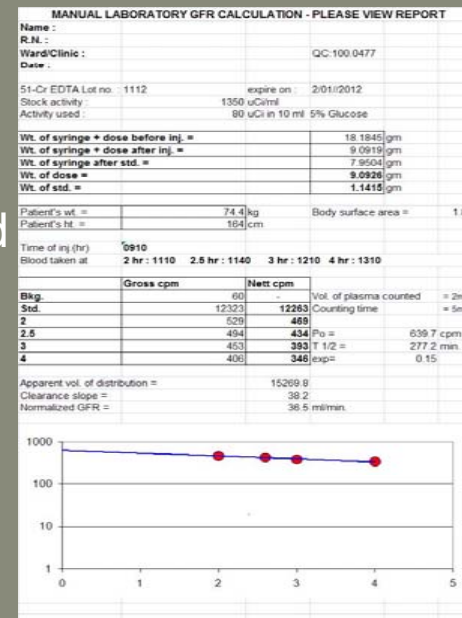 d
MANUAL LABORATORY GFR CALCULATION - PLEASE VIEW REPORT
Name :
R.N. :
Ward/Clinic : QC:100.0477
Date :
51-Cr EDTA Lot no. : 1112 expire on : 2/01//2012
Stock activity : 1350 uCi/ml
Activity used : 80 uCi in 10 ml 5% Glucose
Wt. of syringe + dose before inj. = 18.1845 gm
Wt. of syringe + dose after inj. = 9.0919 gm
Wt. of syringe after std. = 7.9504 gm
Wt. of dose = 9.0926 gm
Wt. of std. = 1.1415 gm
Patient's wt. = 74.4 kg Body surface area = 1.
Patient's ht. = 164 cm
Time of inj.(hr) 0910
Blood taken at 2 hr : 1110 2.5 hr : 1140 3 hr : 1210 4 hr : 1310
Gross cpm Nett cpm
Bkg. 60 - Vol. of plasma counted = 2m
Std. 12323 12263 Counting time = 5m
2 529 469
2.5 494 434 Po = 639.7 cpm
3 453 393 T 1/2 = 277.2 min.
4 406 346 exp= 0.15
Apparent vol. of distribution = 15269.8
Clearance slope = 38.2
Normalized GFR = 36.5 ml/min.
1000
100
10
1
0 1 2 3 4 5